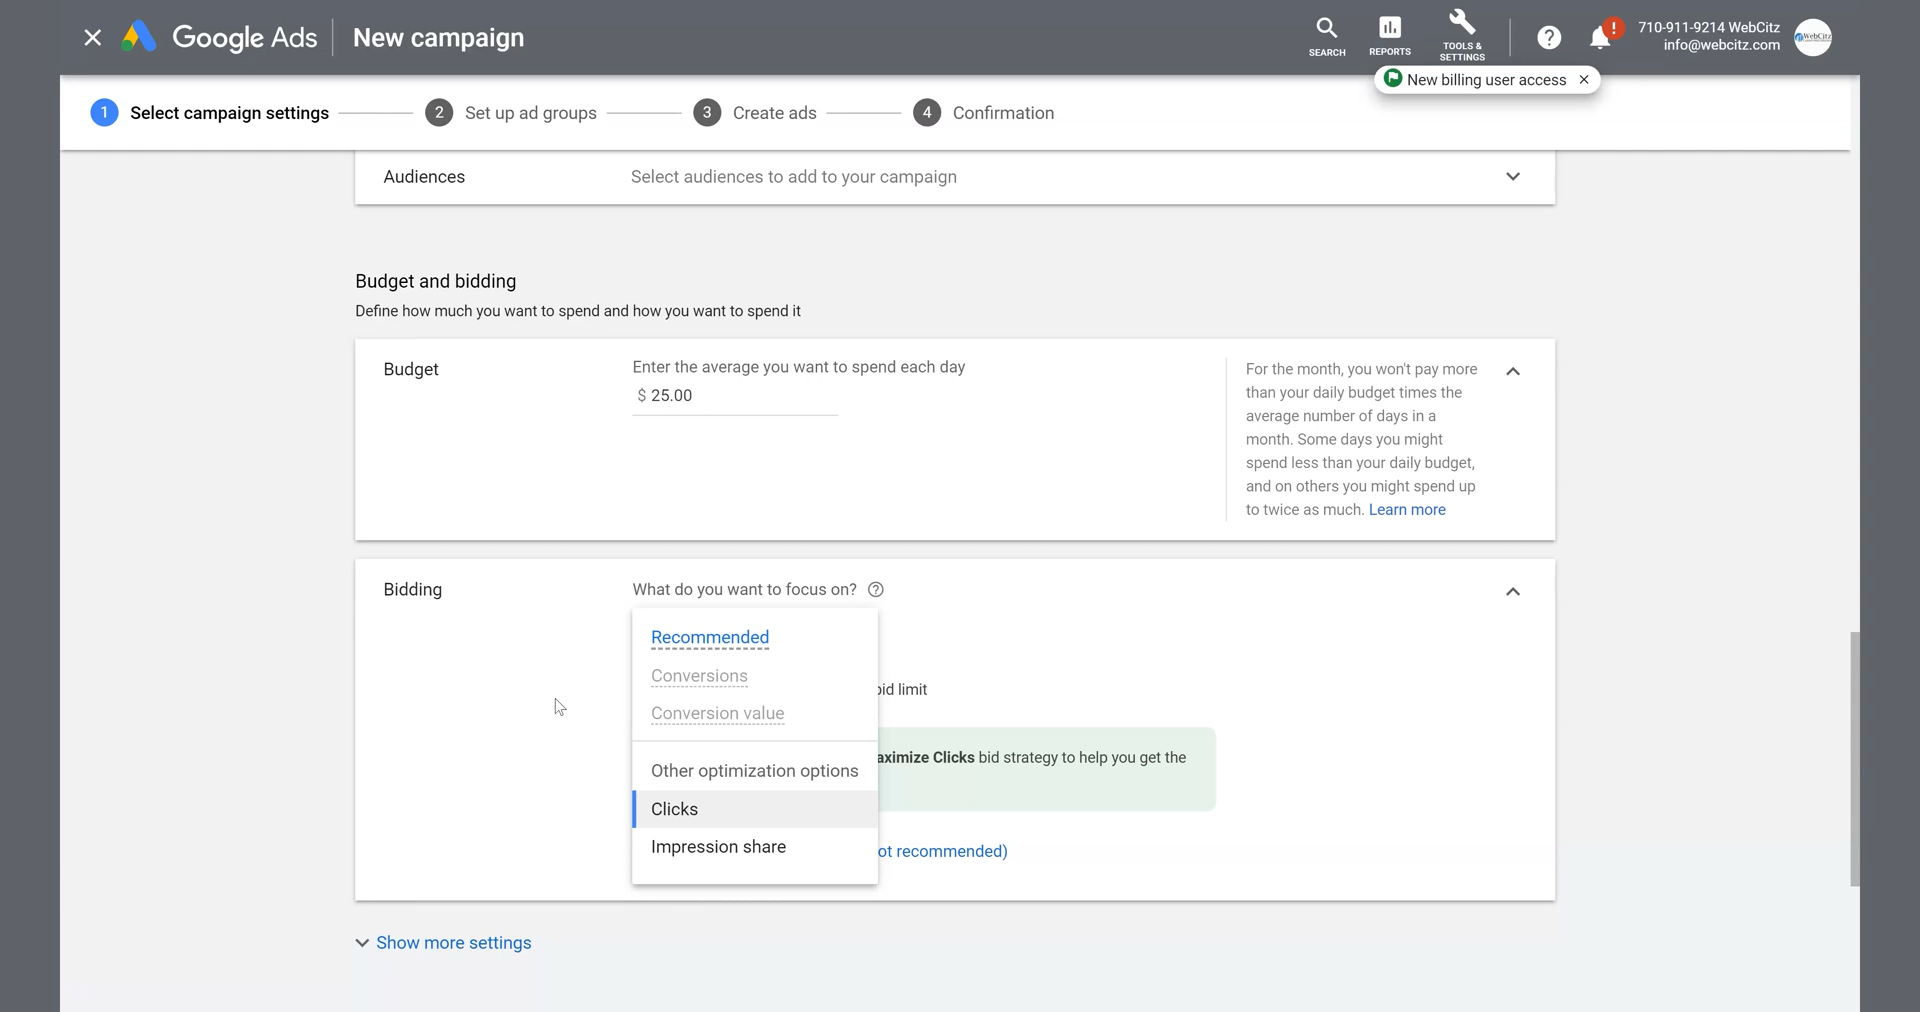 Google Ads
New campaign
SEARCH
REPORTS
TOOLS &
SETTINGS
?
!
710-911-9214 WebCitz
info@webcitz.com
WebCitz
New billing user access
1 Select campaign settings
2 Set up ad groups
3 Create ads
4 Confirmation
Audiences
Select audiences to add to your campaign
Budget and bidding
Define how much you want to spend and how you want to spend it
Budget
Enter the average you want to spend each day
$ 25.00
For the month, you won't pay more
than your daily budget times the
average number of days in a
month. Some days you might
spend less than your daily budget,
and on others you might spend up
to twice as much. Learn more
Bidding
What do you want to focus on? ?
Recommended
Conversions
bid limit
Conversion value
aximize Clicks bid strategy to help you get the
Other optimization options
Clicks
Impression share
ot recommended)
Show more settings